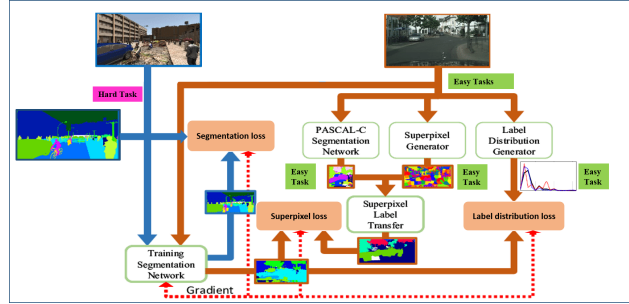 Hard Task
Easy Tasks
Segmentation loss
PASCAL-C
Segmentation
Network
Superpixel
Generator
Label
Distribution
Generator
Easy
Task
Easy
Task
Easy
Task
Superpixel loss
Superpixel
Label
Transfer
Label distribution loss
Training
Segmentation
Network
Gradient